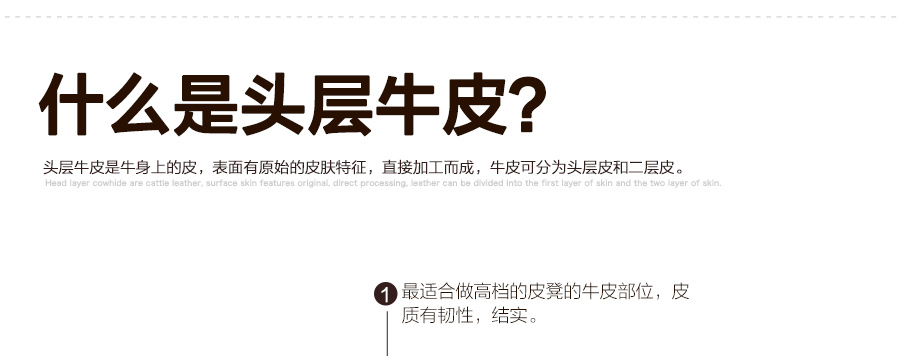 什么是头层牛皮?
头层牛皮是牛身上的皮，表面有原始的皮肤特征，直接加工而成，牛皮可分为头层皮和二层皮。
Head layer cowhide are cattle leather, surface skin features original, direct processing, leather can be divided into the first layer of skin and the two layer of skin.
1 最适合做高档的皮凳的牛皮部位，皮
质有韧性，结实。